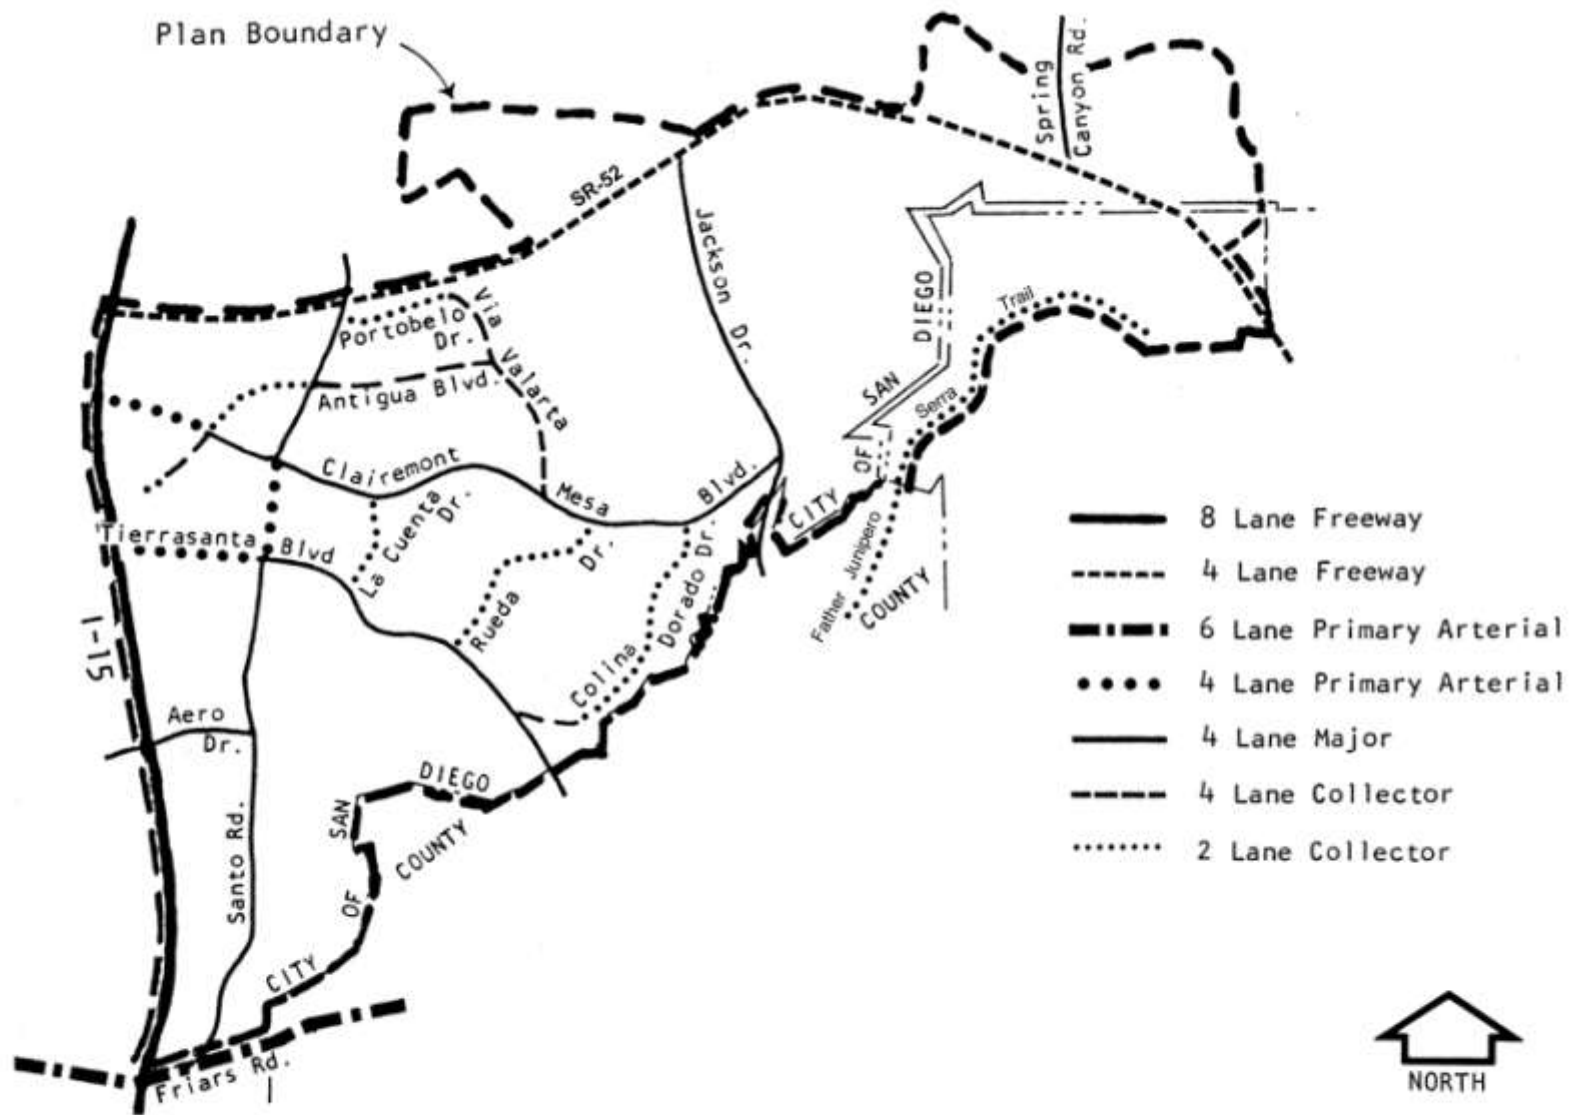 Plan Boundary
Spring
Canyon Rd.
SR-52
Jackson Dr.
Via
Valarta
Portobelo
Dr.
Antigua Blvd.
SAN DIEGO
Trail
Serra
Father Junipero
CITY OF
COUNTY
Clairemont
Mesa
Blvd.
La Cuenta
Dr.
Tierrasanta Blvd
Rueda
Dr.
Colina
Dorado Dr.
I-15
Aero
Dr.
Santo Rd.
DIEGO
SAN
OF
CITY
COUNTY
Friars Rd.
8 Lane Freeway
4 Lane Freeway
6 Lane Primary Arterial
4 Lane Primary Arterial
4 Lane Major
4 Lane Collector
2 Lane Collector
NORTH